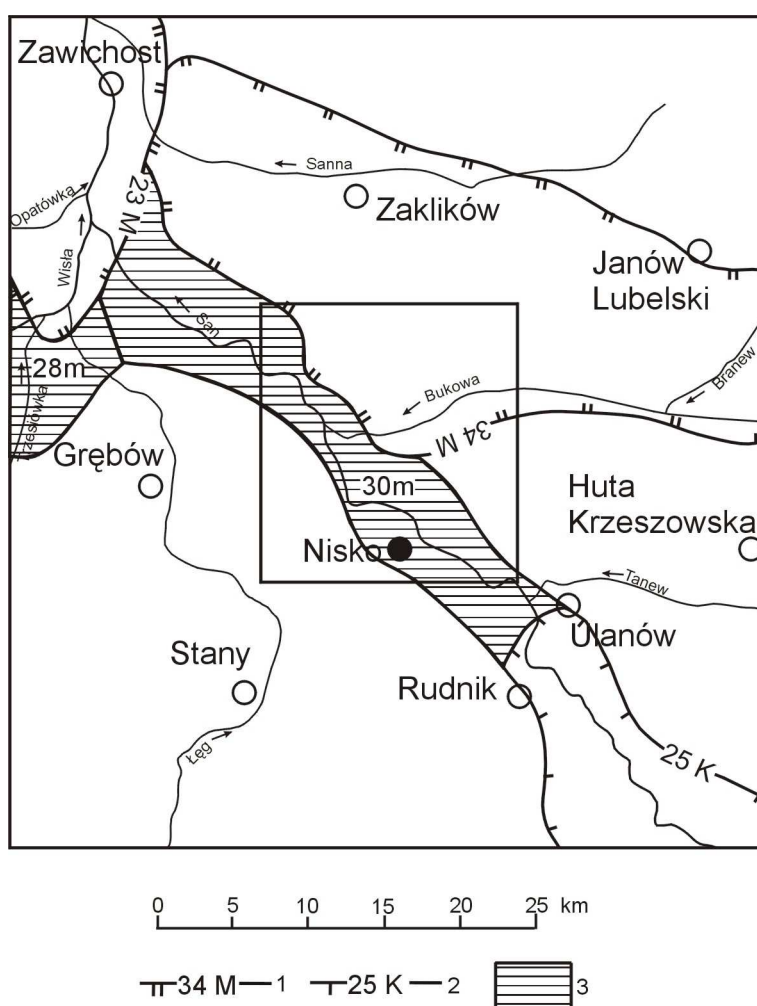 Zawichost
Sanna
Zaklików
Opatówka
23 M
Wisła
Janów
Lubelski
San
28m
Bukowa
Branew
34 M
Grębów
30m
Huta
Krzeszowska
Nisko
Tanew
Ulanów
Stany
Rudnik
Łęg
25 K
0 5 10 15 20 25 km
34 M 1 25 K 2 3